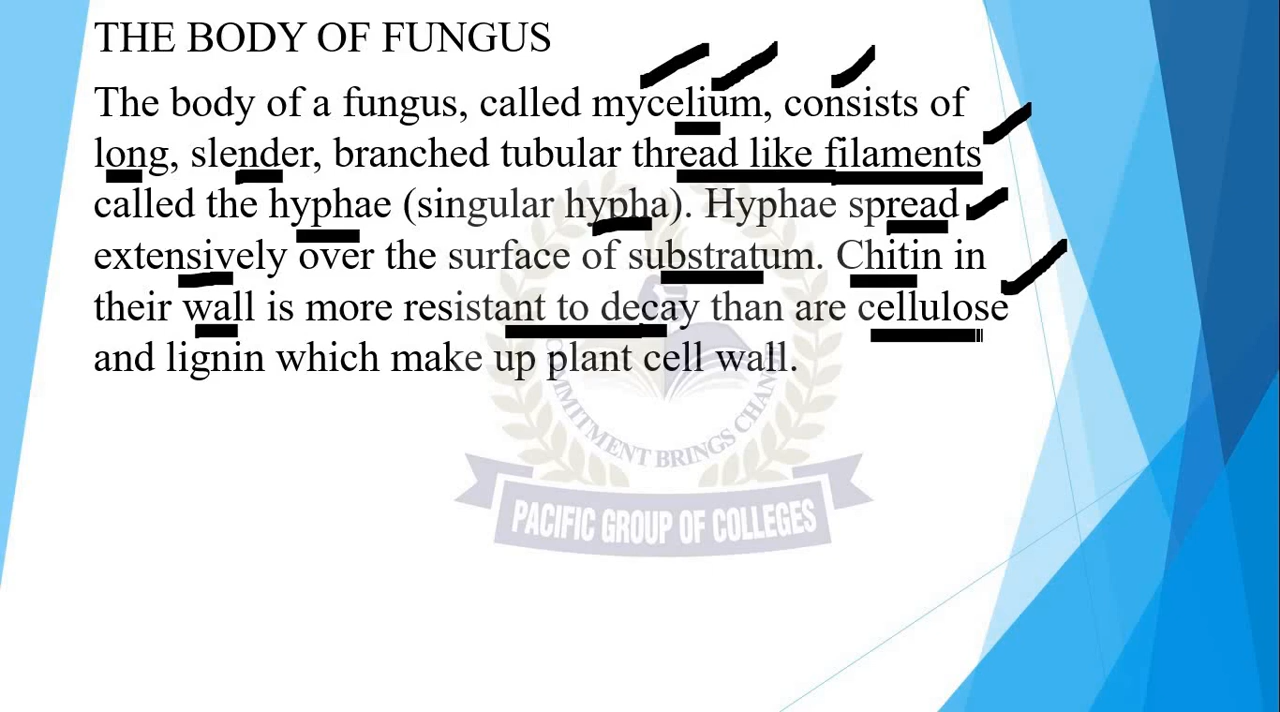 THE BODY OF FUNGUS
The body of a fungus, called mycelium, consists of
long, slender, branched tubular thread like filaments
called the hyphae (singular hypha). Hyphae spread
extensively over the surface of substratum. Chitin in
their wall is more resistant to decay than are cellulose
and lignin which make up plant cell wall.
COMMITMENT BRINGS CHANGE
PACIFIC GROUP OF COLLEGES